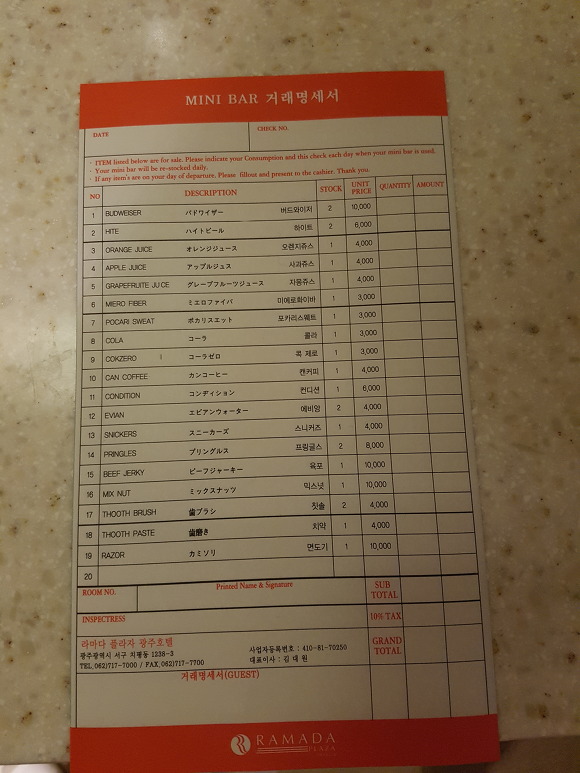 MINI BAR 거래명세서
DATE CHECK NO.
· ITEM listed below are for sale. Please indicate your Consumption and this check each day when your mini bar is used.
· Your mini bar will be re-stocked daily.
· If any item's are on your day of departure. Please fillout and present to the cashier. Thank you.
NO DESCRIPTION STOCK UNIT PRICE QUANTITY AMOUNT
1 BUDWEISER バドワイザー 버드와이저 2 10,000
2 HITE ハイトビール 하이트 2 6,000
3 ORANGE JUICE オレンジジュース 오렌지쥬스 1 4,000
4 APPLE JUICE アップルジュス 사과쥬스 1 4,000
5 GRAPEFRUITE JUICE グレープフルーツジュース 자몽쥬스 1 4,000
6 MIERO FIBER ミエロファイバ 미에로화이바 1 3,000
7 POCARI SWEAT ポカリスエット 포카리스웨트 1 3,000
8 COLA コーラ 콜라 1 3,000
9 COKZERO コーラゼロ 콕 제로 1 3,000
10 CAN COFFEE カンコーヒー 캔커피 1 4,000
11 CONDITION コンディション 컨디션 1 6,000
12 EVIAN エビアンウォーター 에비앙 2 4,000
13 SNICKERS スニーカーズ 스니커즈 1 4,000
14 PRINGLES プリングルス 프링글스 2 8,000
15 BEEF JERKY ビーフジャーキー 육포 1 10,000
16 MIX NUT ミックスナッツ 믹스넛 1 10,000
17 THOOTH BRUSH 歯ブラシ 칫솔 2 4,000
18 THOOTH PASTE 歯磨き 치약 1 4,000
19 RAZOR カミソリ 면도기 1 10,000
20
ROOM NO. Printed Name & Signature SUB TOTAL
INSPECTRESS 10% TAX
라마다 플라자 광주호텔 GRAND TOTAL
광주광역시 서구 치평동 1238-3 사업자등록번호 : 410-81-70250
TEL.062)717-7000 / FAX.062)717-7700 대표이사 : 김 대 원
거래명세서(GUEST)
RAMADA
PLAZA